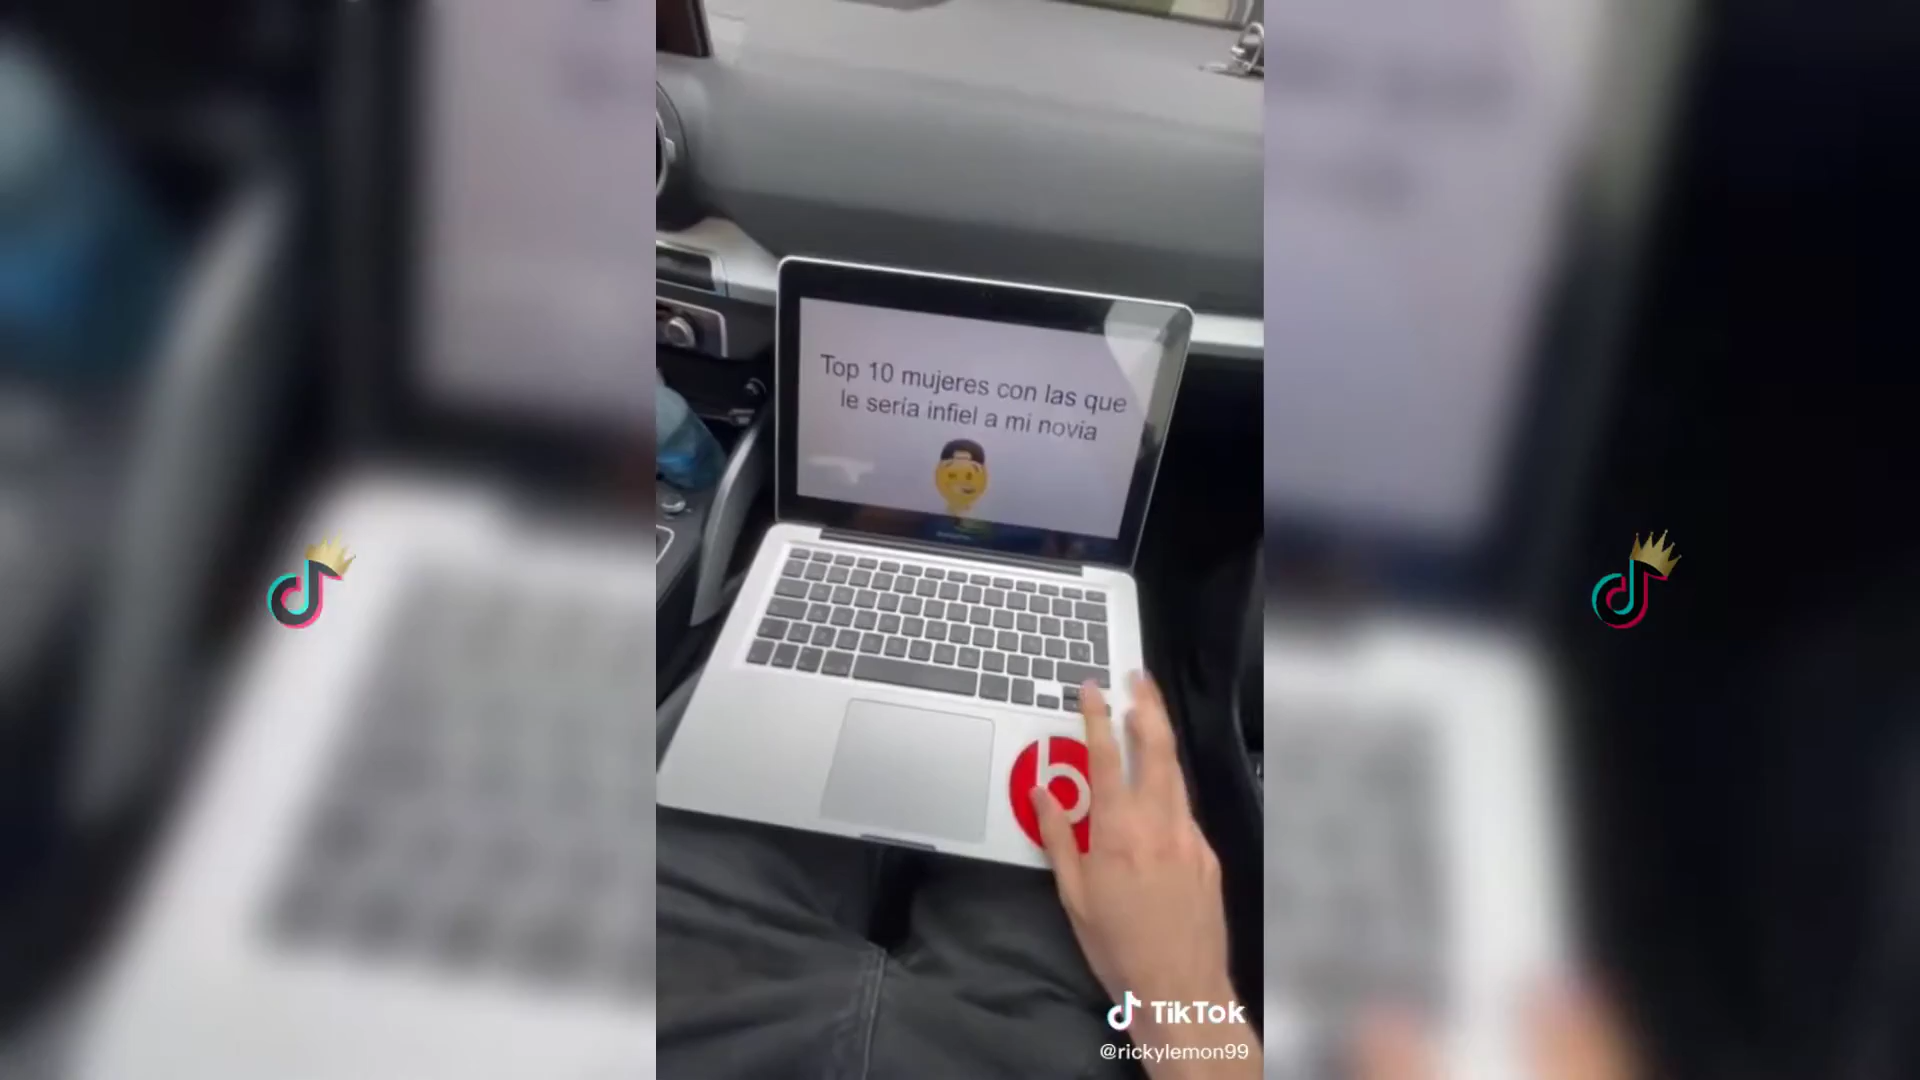 Top 10 mujeres con las que
le sería infiel a mi novia
TikTok
@rickylemon99